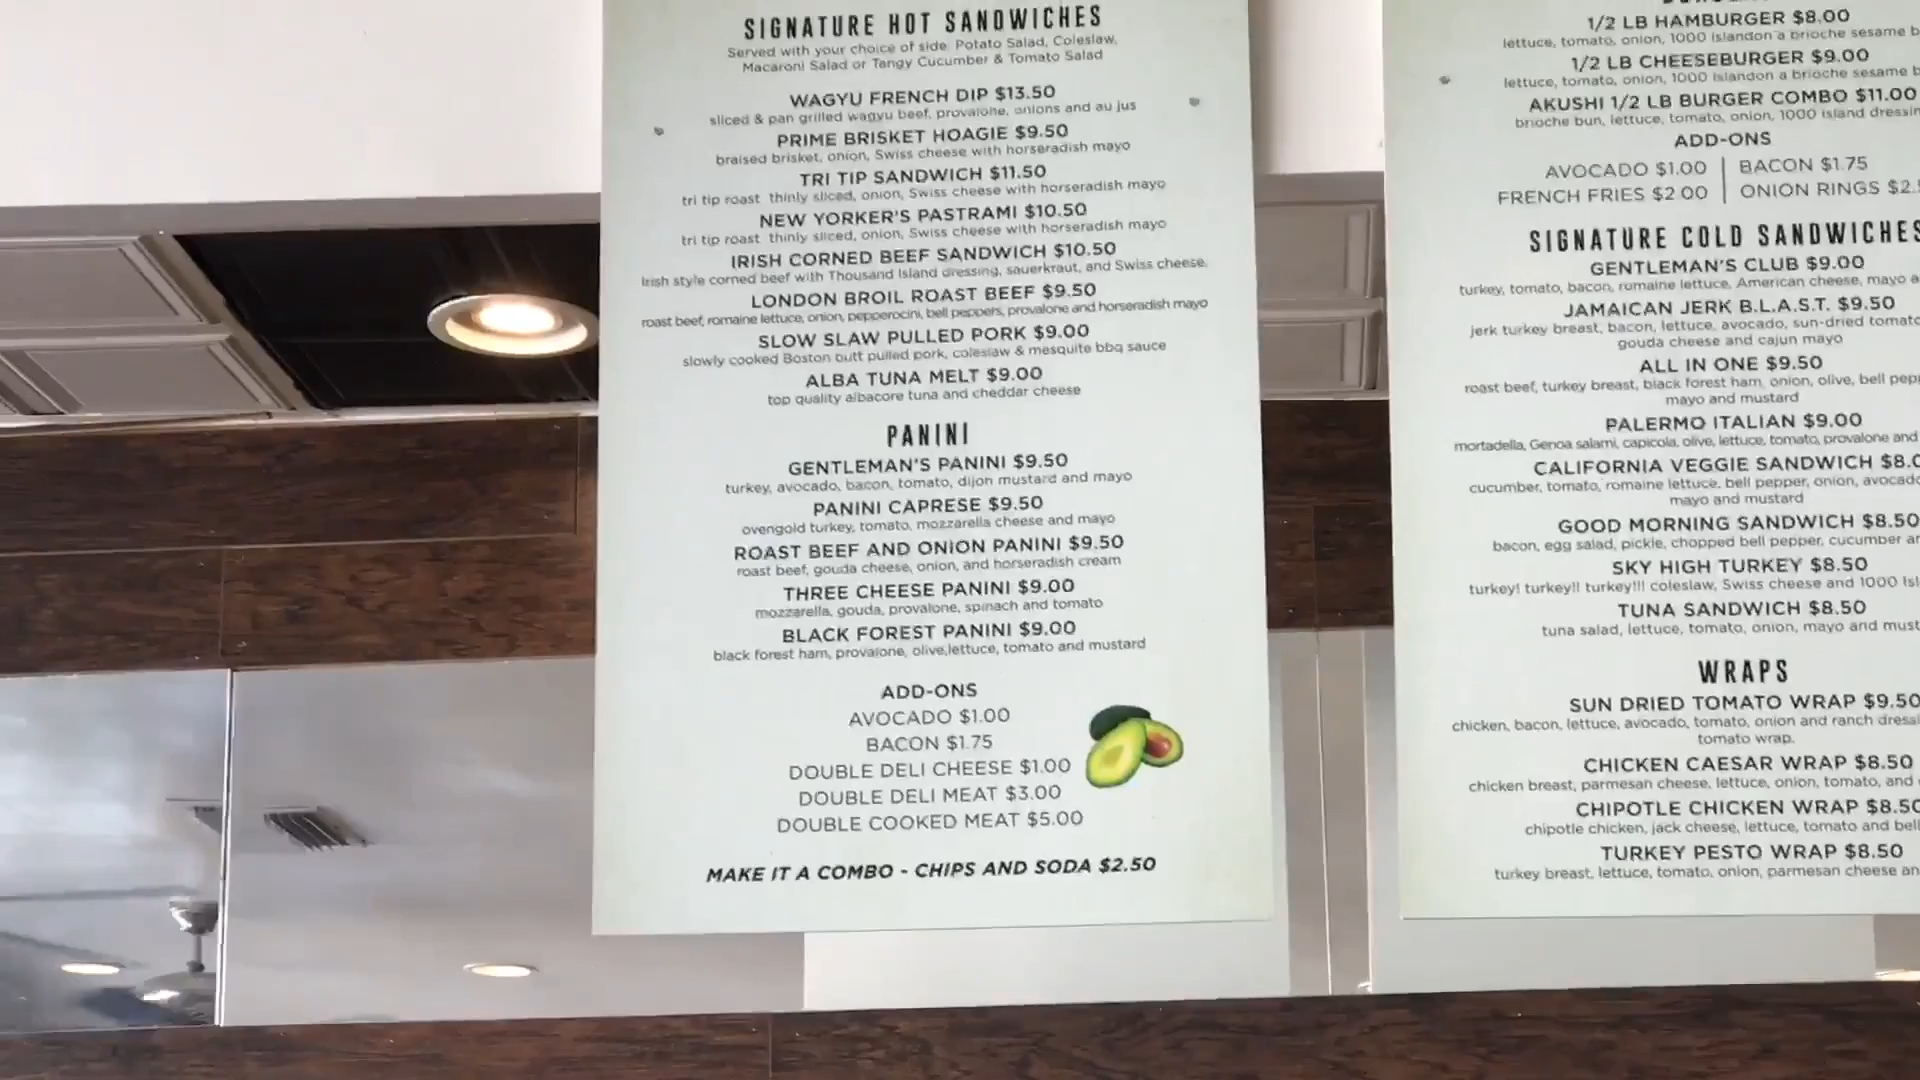 SIGNATURE HOT SANDWICHES
Served with your choice of side: Potato Salad, Coleslaw,
Macaroni Salad or Tangy Cucumber & Tomato Salad
WAGYU FRENCH DIP $13.50
sliced & pan grilled wagyu beef, provalone, onions and au jus
PRIME BRISKET HOAGIE $9.50
braised brisket, onion, Swiss cheese with horseradish mayo
TRI TIP SANDWICH $11.50
tri tip roast thinly sliced, onion, Swiss cheese with horseradish mayo
NEW YORKER'S PASTRAMI $10.50
tri tip roast thinly sliced, onion, Swiss cheese with horseradish mayo
IRISH CORNED BEEF SANDWICH $10.50
Irish style corned beef with Thousand Island dressing, sauerkraut, and Swiss cheese.
LONDON BROIL ROAST BEEF $9.50
roast beef, romaine lettuce, onion, pepperocini, bell peppers, provalone and horseradish mayo
SLOW SLAW PULLED PORK $9.00
slowly cooked Boston butt pulled pork, coleslaw & mesquite bbq sauce
ALBA TUNA MELT $9.00
top quality albacore tuna and cheddar cheese
PANINI
GENTLEMAN'S PANINI $9.50
turkey, avocado, bacon, tomato, dijon mustard and mayo
PANINI CAPRESE $9.50
ovengold turkey, tomato, mozzarella cheese and mayo
ROAST BEEF AND ONION PANINI $9.50
roast beef, gouda cheese, onion, and horseradish cream
THREE CHEESE PANINI $9.00
mozzarella, gouda, provalone, spinach and tomato
BLACK FOREST PANINI $9.00
black forest ham, provalone, olive,lettuce, tomato and mustard
ADD-ONS
AVOCADO $1.00
BACON $1.75
DOUBLE DELI CHEESE $1.00
DOUBLE DELI MEAT $3.00
DOUBLE COOKED MEAT $5.00
MAKE IT A COMBO - CHIPS AND SODA $2.50
1/2 LB HAMBURGER $8.00
lettuce, tomato, onion, 1000 islandon a brioche sesame
1/2 LB CHEESEBURGER $9.00
lettuce, tomato, onion, 1000 islandon a brioche sesame
AKUSHI 1/2 LB BURGER COMBO $11.00
brioche bun, lettuce, tomato, onion, 1000 island
ADD-ONS
AVOCADO $1.00 | BACON $1.75
FRENCH FRIES $2.00 | ONION RINGS
SIGNATURE COLD SANDWICHES
GENTLEMAN'S CLUB $9.00
turkey, tomato, bacon, romaine lettuce, American cheese, mayo
JAMAICAN JERK B.L.A.S.T. $9.50
jerk turkey breast, bacon, lettuce, avocado, sun-dried
gouda cheese and cajun mayo
ALL IN ONE $9.50
roast beef, turkey breast, black forest ham, onion, olive, bell
mayo and mustard
PALERMO ITALIAN $9.00
mortadella, Genoa salami, capicola, olive, lettuce, tomato, provalone and
CALIFORNIA VEGGIE SANDWICH
cucumber, tomato, romaine lettuce, bell pepper, onion,
mayo and mustard
GOOD MORNING SANDWICH $8.50
bacon, egg salad, pickle, chopped bell pepper, cucumber
SKY HIGH TURKEY $8.50
turkey! turkey!! turkey!!! coleslaw, Swiss cheese and 1000
TUNA SANDWICH $8.50
tuna salad, lettuce, tomato, onion, mayo and
WRAPS
SUN DRIED TOMATO WRAP $9.50
chicken, bacon, lettuce, avocado, tomato, onion and ranch
tomato wrap.
CHICKEN CAESAR WRAP $8.50
chicken breast, parmesan cheese, lettuce, onion, tomato, and
CHIPOTLE CHICKEN WRAP $8.50
chipotle chicken, jack cheese, lettuce, tomato and bell
TURKEY PESTO WRAP $8.50
turkey breast, lettuce, tomato, onion, parmesan cheese